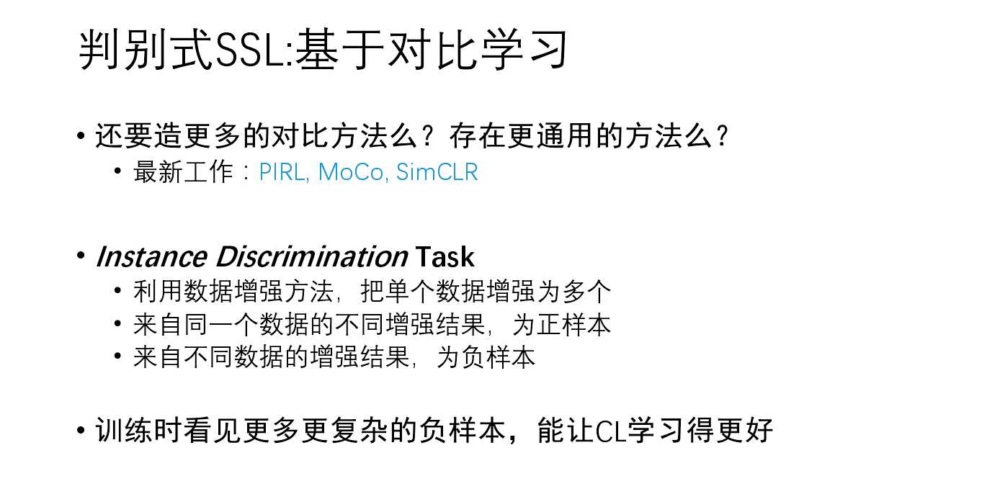 判别式SSL:基于对比学习
• 还要造更多的对比方法么？存在更通用的方法么？
• 最新工作：PIRL, MoCo, SimCLR
• Instance Discrimination Task
• 利用数据增强方法，把单个数据增强为多个
• 来自同一个数据的不同增强结果，为正样本
• 来自不同数据的增强结果，为负样本
• 训练时看见更多更复杂的负样本，能让CL学习得更好